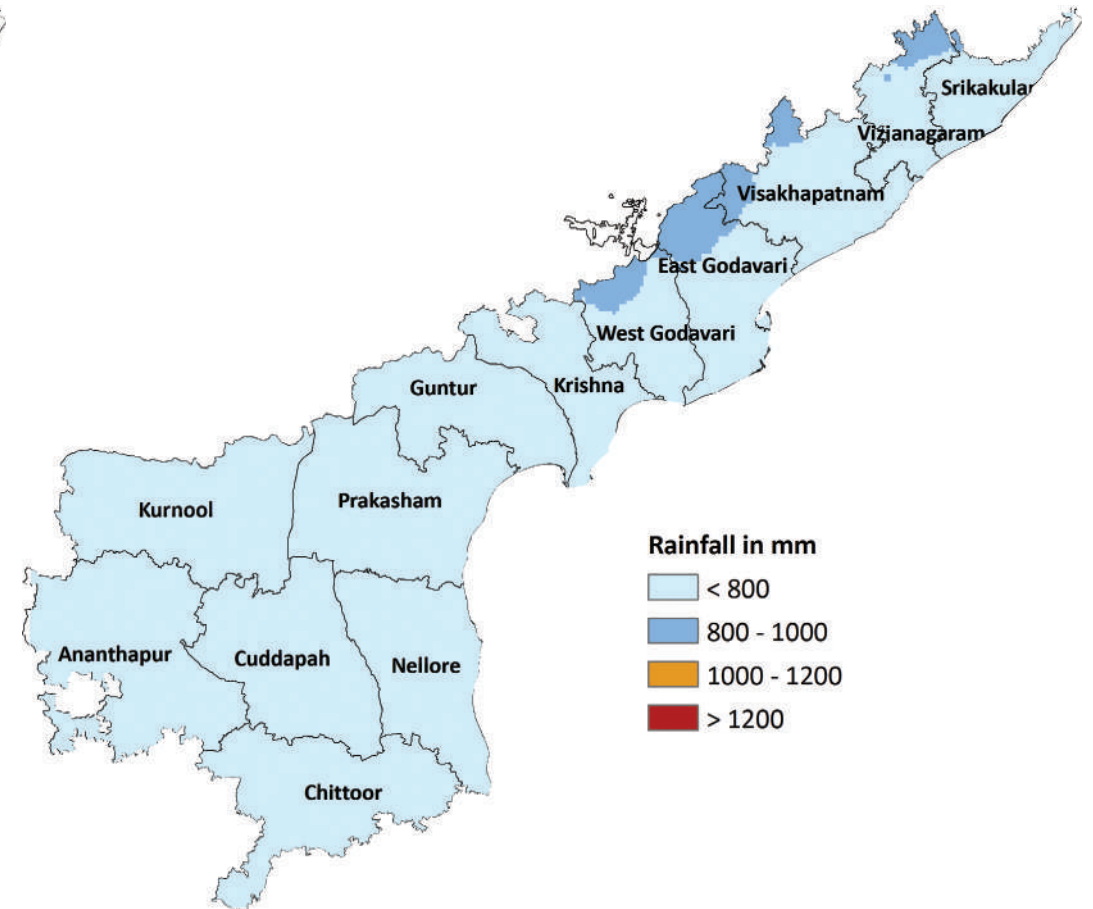 Srikakular
Vizianagaram
Visakhapatnam
East Godavari
West Godavari
Krishna
Guntur
Prakasham
Kurnool
Rainfall in mm
< 800
800 - 1000
1000 - 1200
> 1200
Ananthapur
Cuddapah
Nellore
Chittoor